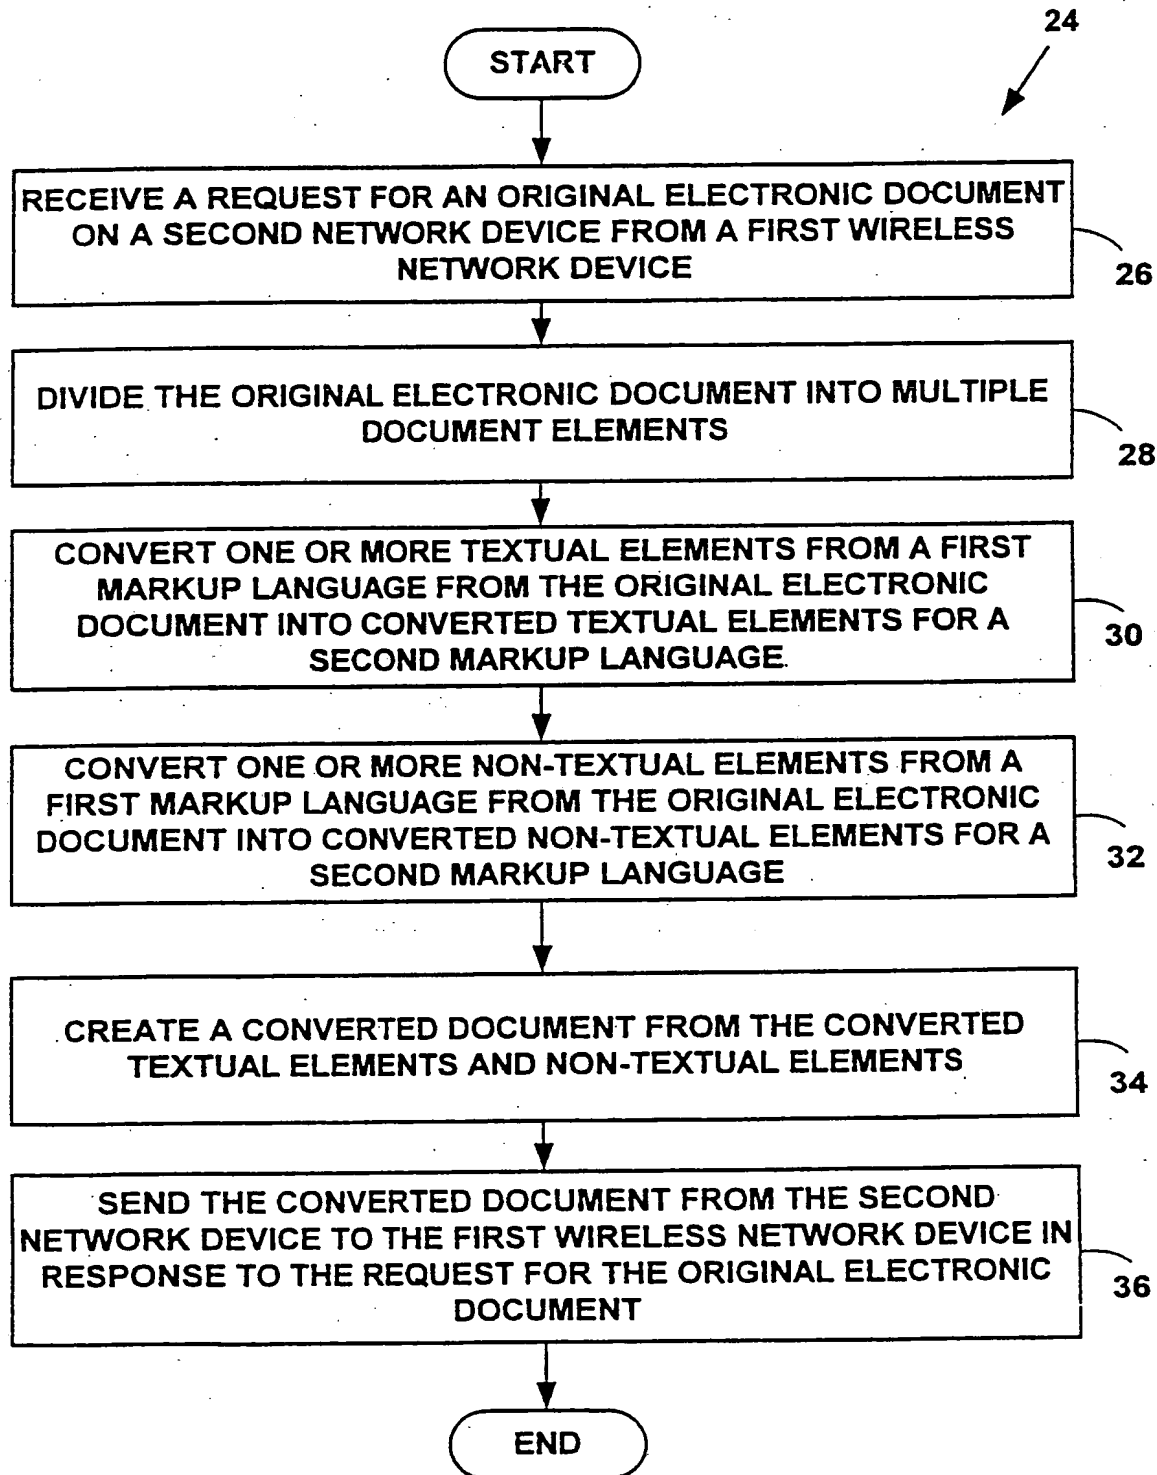 24
START
RECEIVE A REQUEST FOR AN ORIGINAL ELECTRONIC DOCUMENT
ON A SECOND NETWORK DEVICE FROM A FIRST WIRELESS
NETWORK DEVICE
26
DIVIDE THE ORIGINAL ELECTRONIC DOCUMENT INTO MULTIPLE
DOCUMENT ELEMENTS
28
CONVERT ONE OR MORE TEXTUAL ELEMENTS FROM A FIRST
MARKUP LANGUAGE FROM THE ORIGINAL ELECTRONIC
DOCUMENT INTO CONVERTED TEXTUAL ELEMENTS FOR A
SECOND MARKUP LANGUAGE
30
CONVERT ONE OR MORE NON-TEXTUAL ELEMENTS FROM A
FIRST MARKUP LANGUAGE FROM THE ORIGINAL ELECTRONIC
DOCUMENT INTO CONVERTED NON-TEXTUAL ELEMENTS FOR A
SECOND MARKUP LANGUAGE
32
CREATE A CONVERTED DOCUMENT FROM THE CONVERTED
TEXTUAL ELEMENTS AND NON-TEXTUAL ELEMENTS
34
SEND THE CONVERTED DOCUMENT FROM THE SECOND
NETWORK DEVICE TO THE FIRST WIRELESS NETWORK DEVICE IN
RESPONSE TO THE REQUEST FOR THE ORIGINAL ELECTRONIC
DOCUMENT
36
END